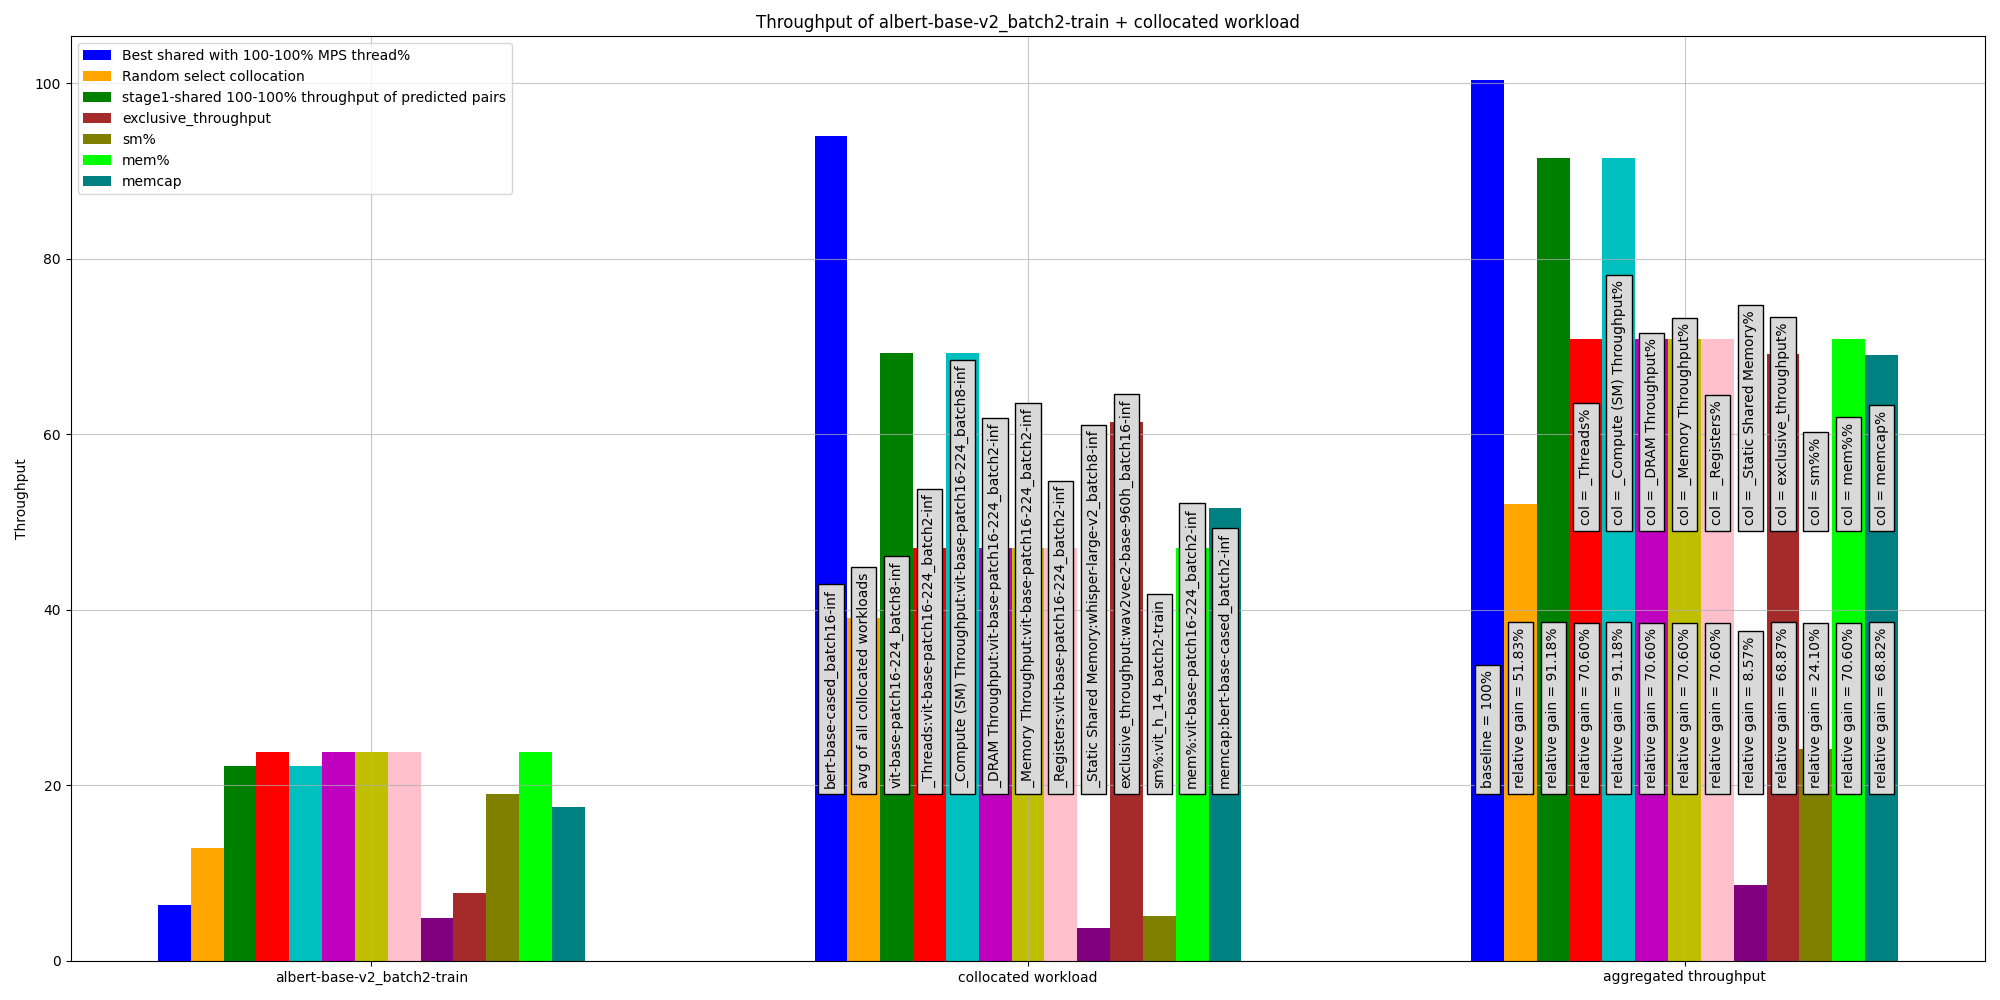 Throughput of albert-base-v2_batch2-train + collocated workload
Best shared with 100-100% MPS thread%
Random select collocation
stage1-shared 100-100% throughput of predicted pairs
exclusive_throughput
sm%
mem%
memcap
Throughput
100
80
60
40
20
0
bert-base-cased_batch16-inf
avg of all collocated workloads
vit-base-patch16-224_batch8-inf
_Threads:vit-base-patch16-224_batch2-inf
_Compute (SM) Throughput:vit-base-patch16-224_batch8-inf
_DRAM Throughput:vit-base-patch16-224_batch2-inf
_Memory Throughput:vit-base-patch16-224_batch2-inf
_Registers:vit-base-patch16-224_batch2-inf
_Static Shared Memory:whisper-large-v2_batch8-inf
exclusive_throughput:wav2vec2-base-960h_batch16-inf
sm%:vit_h_14_batch2-train
mem%:vit-base-patch16-224_batch2-inf
memcap:bert-base-cased_batch2-inf
col = _Threads%
col = _Compute (SM) Throughput%
col = _DRAM Throughput%
col = _Memory Throughput%
col = _Registers%
col = _Static Shared Memory%
col = exclusive_throughput%
col = sm%%
col = mem%%
col = memcap%
baseline = 100%
relative gain = 51.83%
relative gain = 91.18%
relative gain = 70.60%
relative gain = 91.18%
relative gain = 70.60%
relative gain = 70.60%
relative gain = 70.60%
relative gain = 8.57%
relative gain = 68.87%
relative gain = 24.10%
relative gain = 70.60%
relative gain = 68.82%
albert-base-v2_batch2-train
collocated workload
aggregated throughput